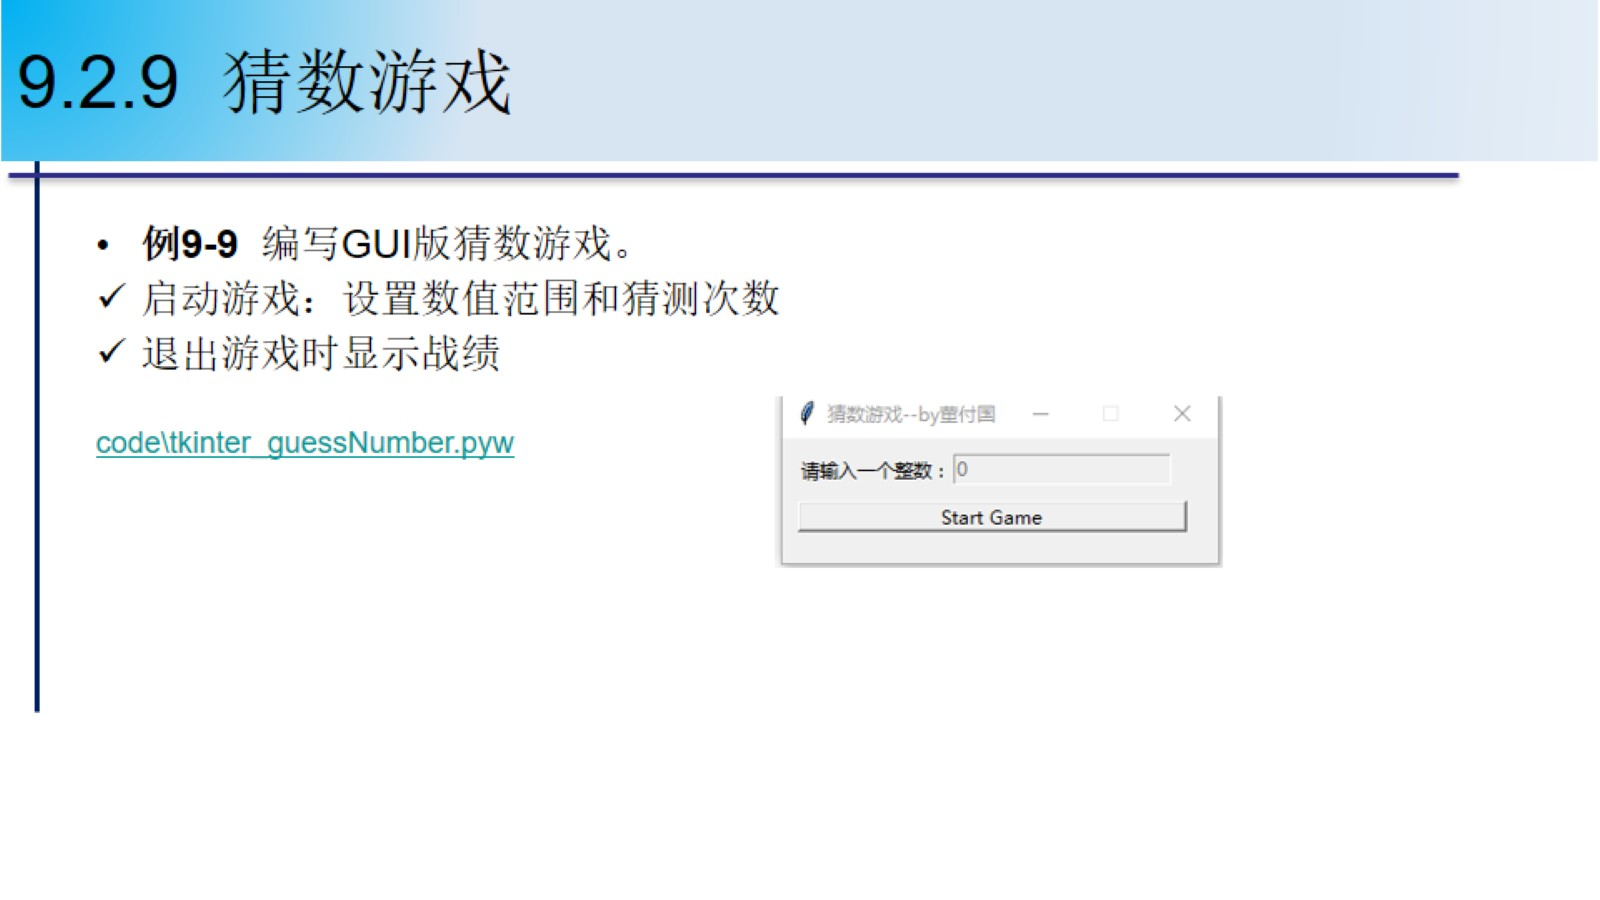 9.2.9 猜数游戏
• 例9-9 编写GUI版猜数游戏。
✓ 启动游戏：设置数值范围和猜测次数
✓ 退出游戏时显示战绩
code\tkinter_guessNumber.pyw
猜数游戏--by董付国
请输入一个整数：0
Start Game